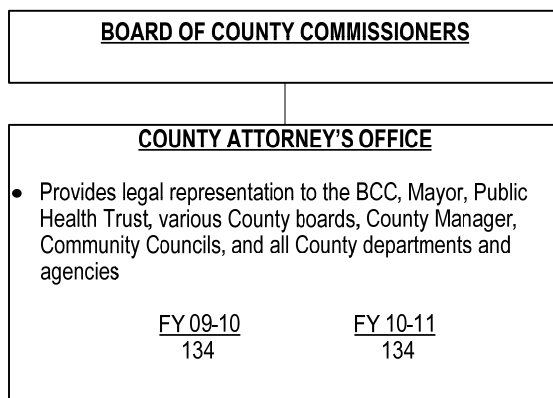 BOARD OF COUNTY COMMISSIONERS
COUNTY ATTORNEY'S OFFICE
• Provides legal representation to the BCC, Mayor, Public
Health Trust, various County boards, County Manager,
Community Councils, and all County departments and
agencies
FY 09-10 FY 10-11
134 134